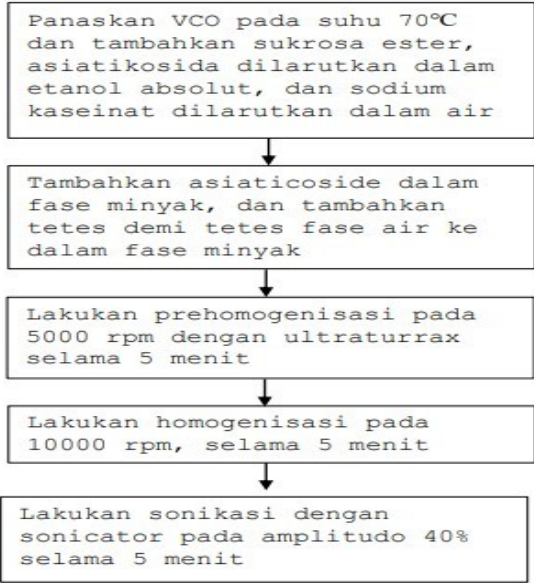 Panaskan VCO pada suhu 70℃
dan tambahkan sukrosa ester,
asiatikosida dilarutkan dalam
etanol absolut, dan sodium
kaseinat dilarutkan dalam air
Tambahkan asiaticoside dalam
fase minyak, dan tambahkan
tetes demi tetes fase air ke
dalam fase minyak
Lakukan prehomogenisasi pada
5000 rpm dengan ultraturrax
selama 5 menit
Lakukan homogenisasi pada
10000 rpm, selama 5 menit
Lakukan sonikasi dengan
sonicator pada amplitudo 40%
selama 5 menit